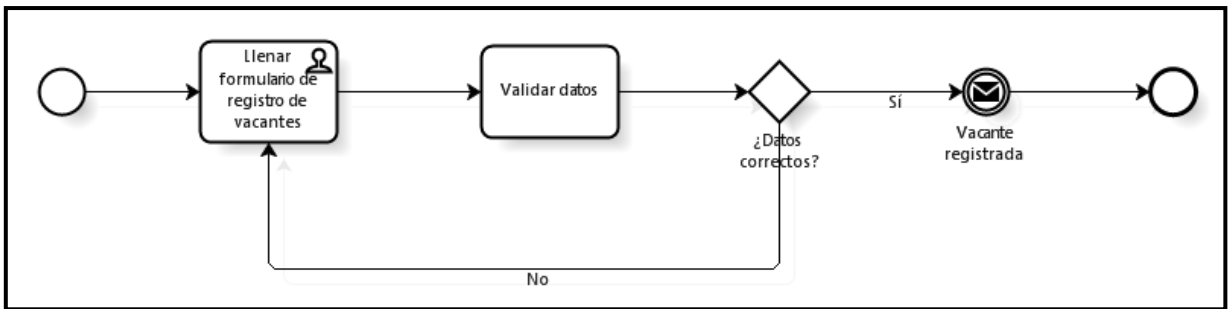 Llenar
formulario de
registro de
vacantes
Validar datos
¿Datos
correctos?
Sí
Vacante
registrada
No